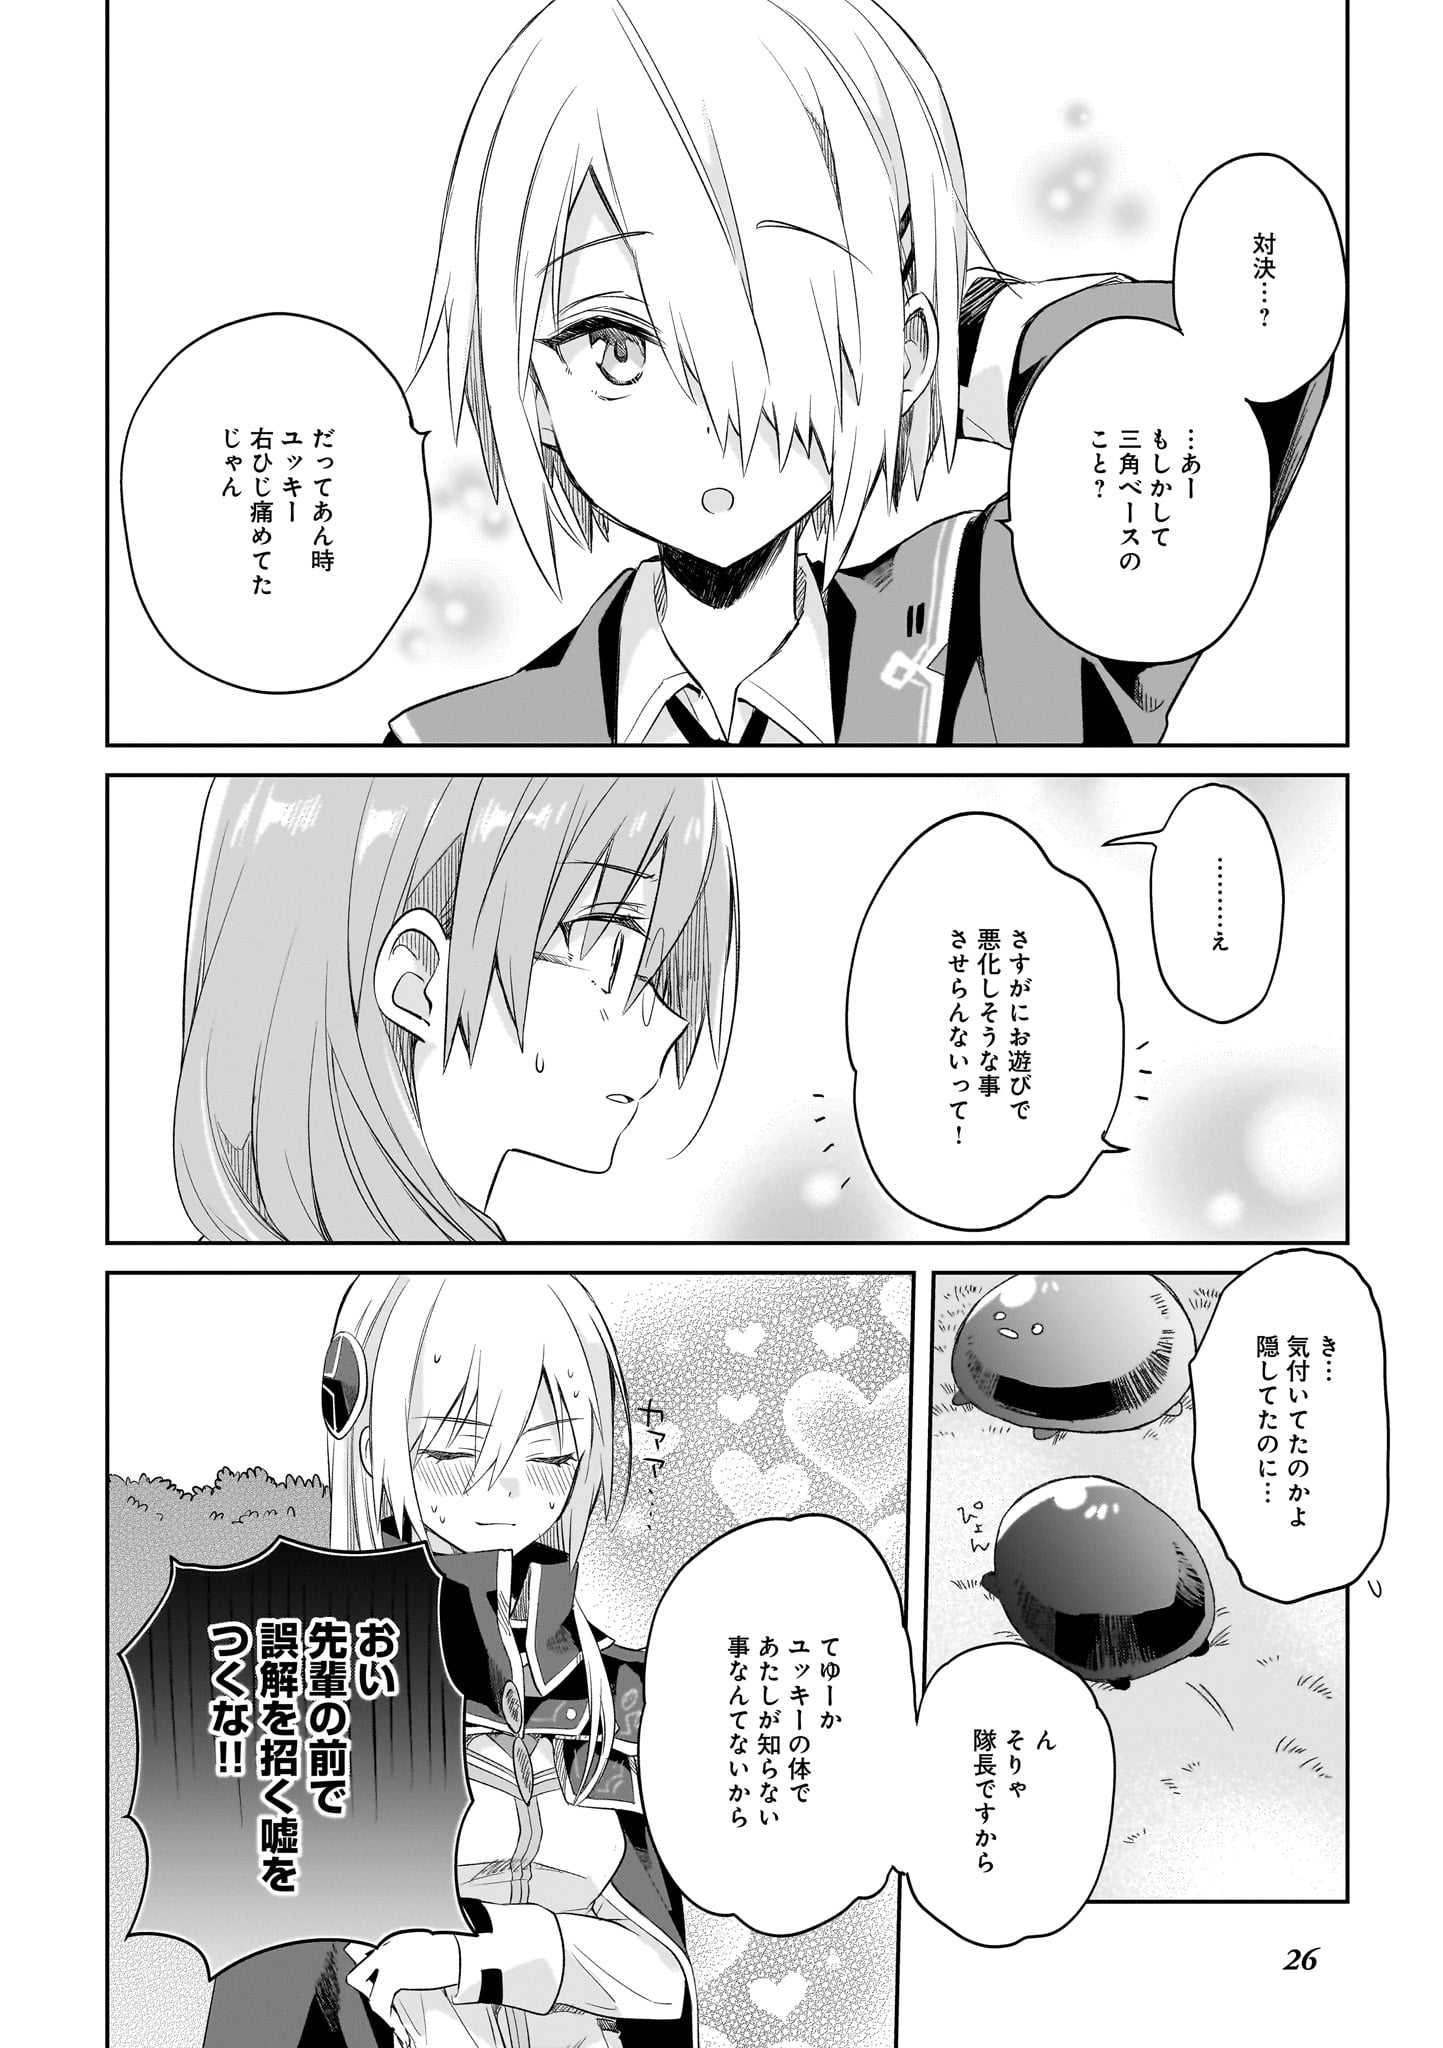 対決…?
…あー
もしかして
三角ベースの
こと?
だってあん時
ユッキー
右ひじ痛めてた
じゃん
………え
さすがにお遊びで
悪化しそうな事
させらんないって!
き…
気付いてたのかよ
隠してたのに…
ぴょん
ん
そりゃ
隊長ですから
てゆーか
ユッキーの体で
あたしが知らない
事なんてないから
カァァァ……
おい
先輩の前で
誤解を招く嘘を
つくな!!
26